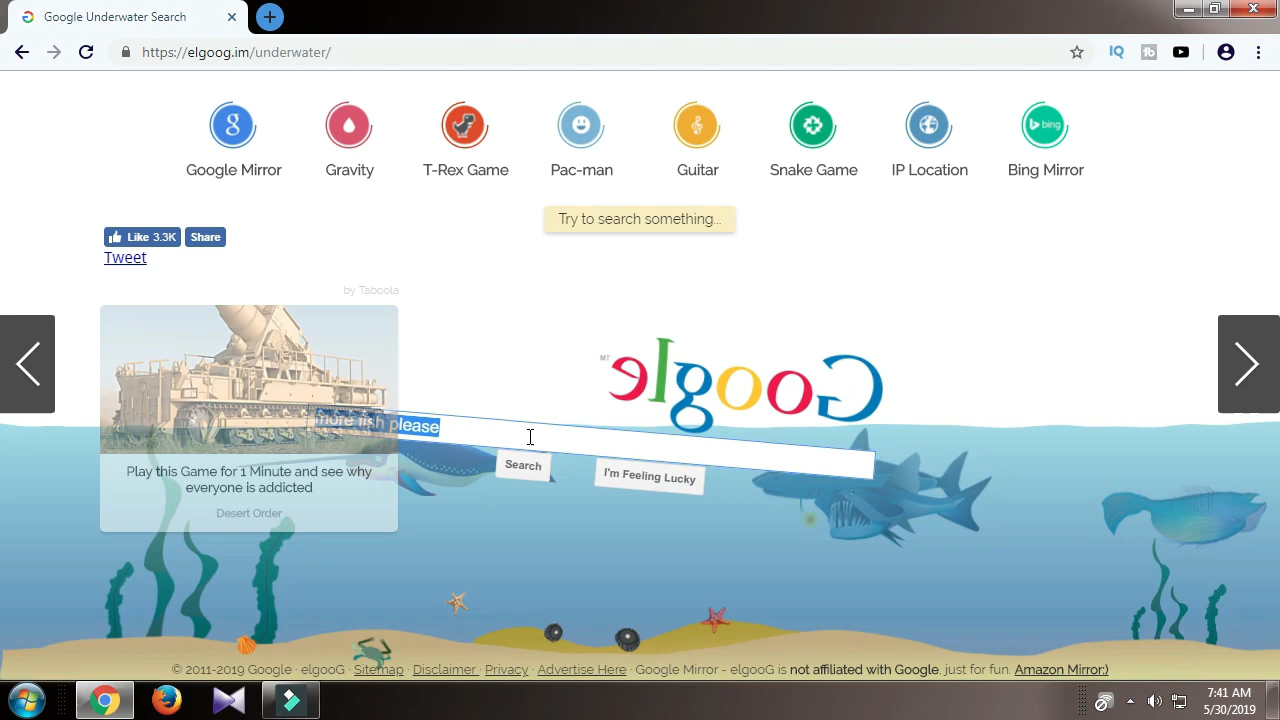 Google Underwater Search
https://elgoog.im/underwater/
Google Mirror
Gravity
T-Rex Game
Pac-man
Guitar
Snake Game
IP Location
bing
Bing Mirror
Try to search something...
Like 3.3K Share
Tweet
by Taboola
Google
TM
more fish please
Search
I'm Feeling Lucky
Play this Game for 1 Minute and see why
everyone is addicted
Desert Order
© 2011-2019 Google · elgooG · Sitemap · Disclaimer · Privacy · Advertise Here · Google Mirror - elgooG is not affiliated with Google, just for fun. Amazon Mirror:)
7:41 AM
5/30/2019